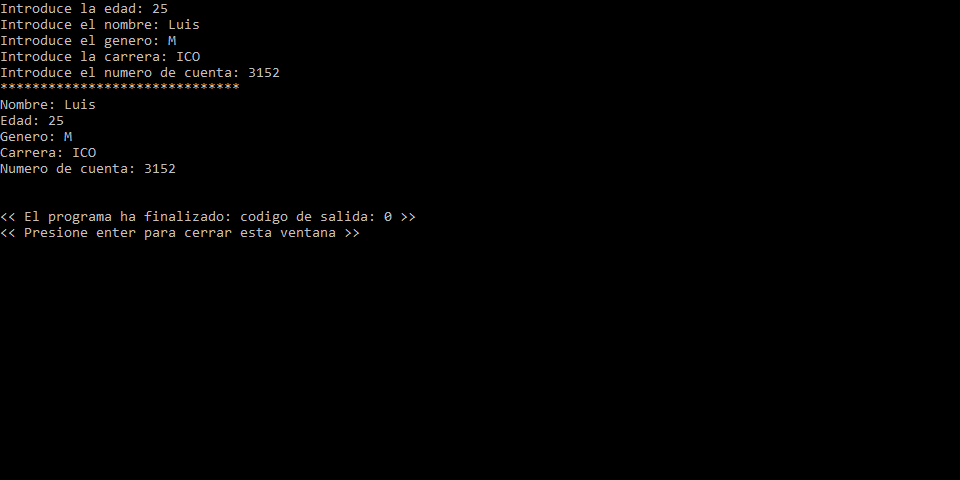 Introduce la edad: 25
Introduce el nombre: Luis
Introduce el genero: M
Introduce la carrera: ICO
Introduce el numero de cuenta: 3152
******************************
Nombre: Luis
Edad: 25
Genero: M
Carrera: ICO
Numero de cuenta: 3152
<< El programa ha finalizado: codigo de salida: 0 >>
<< Presione enter para cerrar esta ventana >>